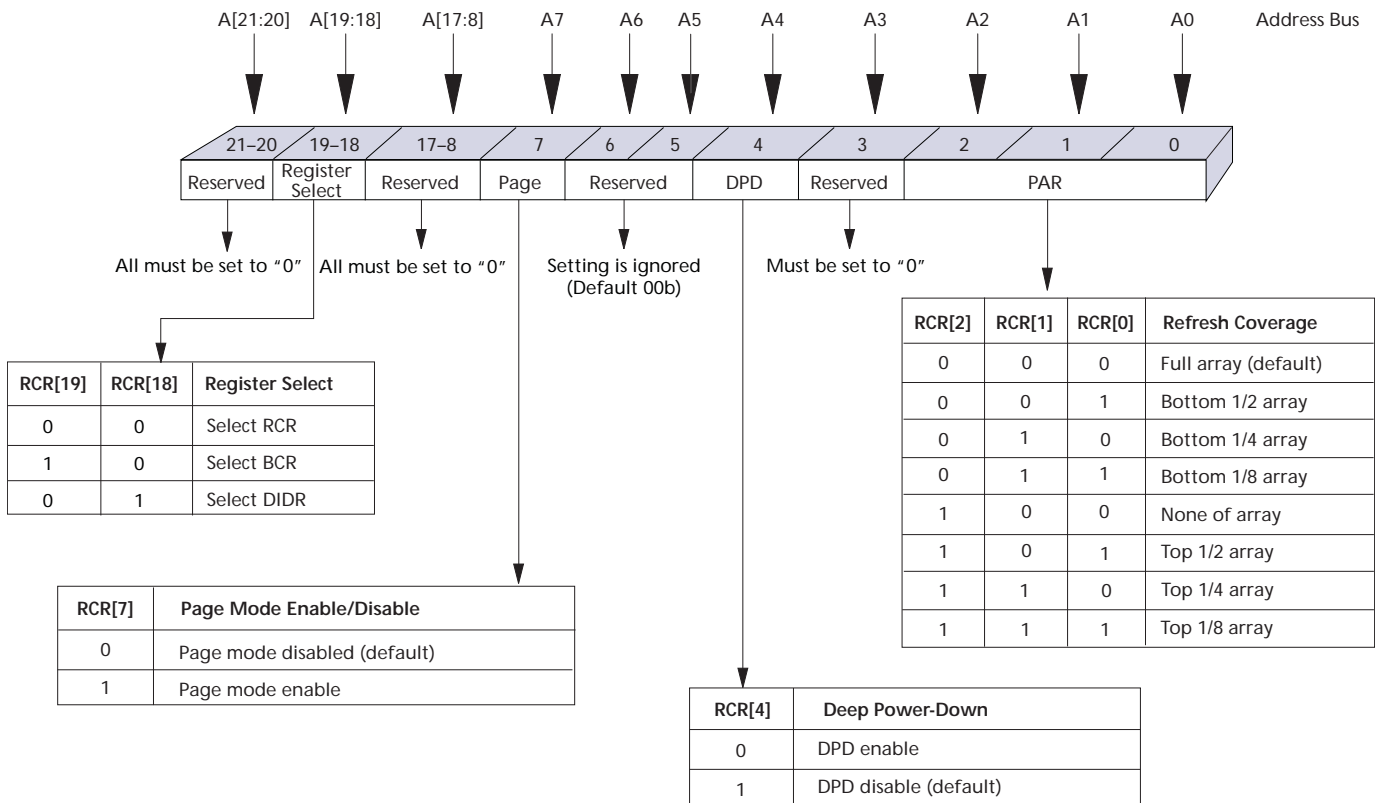 A[21:20] A[19:18] A[17:8] A7 A6 A5 A4 A3 A2 A1 A0 Address Bus
21–20 19–18 17–8 7 6 5 4 3 2 1 0
Reserved Register Select Reserved Page Reserved DPD Reserved PAR
All must be set to "0" All must be set to "0" Setting is ignored (Default 00b) Must be set to "0"
RCR[19] RCR[18] Register Select
0 0 Select RCR
1 0 Select BCR
0 1 Select DIDR
RCR[2] RCR[1] RCR[0] Refresh Coverage
0 0 0 Full array (default)
0 0 1 Bottom 1/2 array
0 1 0 Bottom 1/4 array
0 1 1 Bottom 1/8 array
1 0 0 None of array
1 0 1 Top 1/2 array
1 1 0 Top 1/4 array
1 1 1 Top 1/8 array
RCR[7] Page Mode Enable/Disable
0 Page mode disabled (default)
1 Page mode enable
RCR[4] Deep Power-Down
0 DPD enable
1 DPD disable (default)